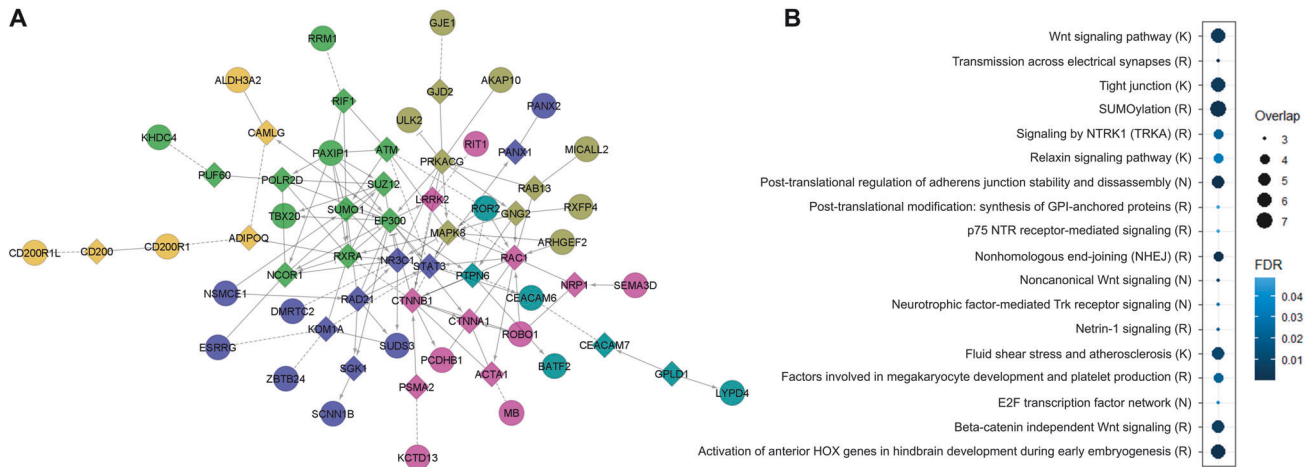 A
B
GJE1
RRM1
ALDH3A2
AKAP10
RIF1
GJD2
PANX2
ULK2
CAMLG
KHDC4
PAXIP1
ATM
PRKACG
RIT1
PANX1
MICALL2
PUF60
POLR2D
SUZ12
RAB13
LRRK2
TBX20
SUMO1
EP300
ROR2
GNG2
RXFP4
MAPK8
CD200R1L
CD200
CD200R1
ADIPOQ
ARHGEF2
RXRA
NR3C1
STAT3
RAC1
NCOR1
PTPN6
NRP1
SEMA3D
NSMCE1
RAD21
CTNNB1
CEACAM6
DMRTC2
CTNNA1
ROBO1
KDM1A
ESRRG
SUDS3
CEACAM7
PCDHB1
BATF2
ZBTB24
SGK1
ACTA1
GPLD1
PSMA2
LYPD4
SCNN1B
MB
KCTD13
Wnt signaling pathway (K)
Transmission across electrical synapses (R)
Tight junction (K)
SUMOylation (R)
Signaling by NTRK1 (TRKA) (R)
Relaxin signaling pathway (K)
Post-translational regulation of adherens junction stability and dissassembly (N)
Post-translational modification: synthesis of GPI-anchored proteins (R)
p75 NTR receptor-mediated signaling (R)
Nonhomologous end-joining (NHEJ) (R)
Noncanonical Wnt signaling (N)
Neurotrophic factor-mediated Trk receptor signaling (N)
Netrin-1 signaling (R)
Fluid shear stress and atherosclerosis (K)
Factors involved in megakaryocyte development and platelet production (R)
E2F transcription factor network (N)
Beta-catenin independent Wnt signaling (R)
Activation of anterior HOX genes in hindbrain development during early embryogenesis (R)
Overlap
3
4
5
6
7
FDR
0.04
0.03
0.02
0.01